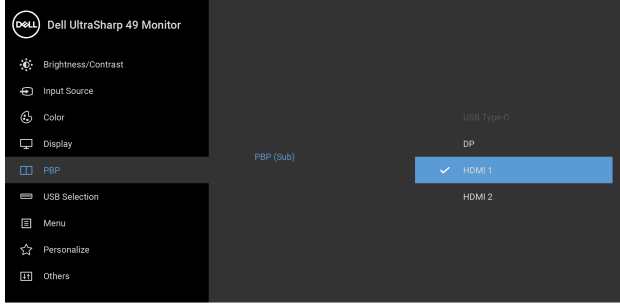 DELL Dell UltraSharp 49 Monitor
Brightness/Contrast
Input Source
Color
Display
PBP
USB Selection
Menu
Personalize
Others
PBP (Sub)
USB Type-C
DP
HDMI 1
HDMI 2